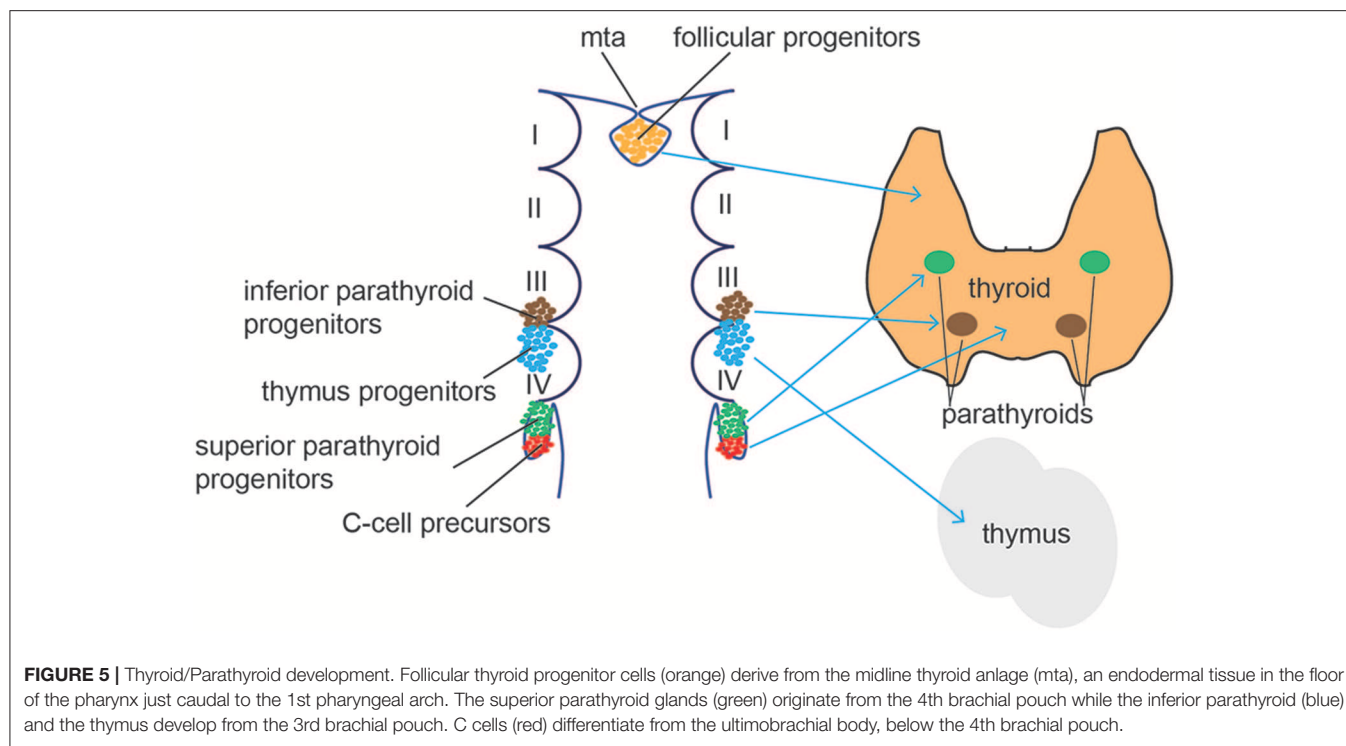 mta
follicular progenitors
I
I
II
II
III
III
inferior parathyroid
progenitors
thymus progenitors
IV
IV
superior parathyroid
progenitors
C-cell precursors
thyroid
parathyroids
thymus
FIGURE 5 | Thyroid/Parathyroid development. Follicular thyroid progenitor cells (orange) derive from the midline thyroid anlage (mta), an endodermal tissue in the floor
of the pharynx just caudal to the 1st pharyngeal arch. The superior parathyroid glands (green) originate from the 4th brachial pouch while the inferior parathyroid (blue)
and the thymus develop from the 3rd brachial pouch. C cells (red) differentiate from the ultimobrachial body, below the 4th brachial pouch.